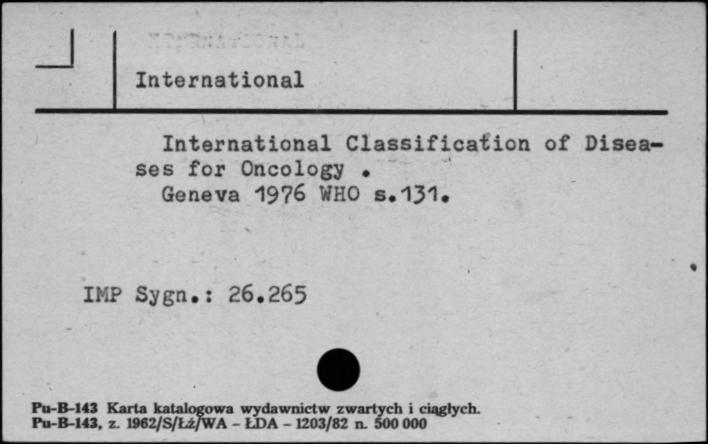 International
International Classification of Disea-
ses for Oncology .
Geneva 1976 WHO s.131.
IMP Sygn.: 26.265
Pu-B-143 Karta katalogowa wydawnictw zwartych i ciągłych.
Pu-B-143, z. 1962/S/Łź/WA - ŁDA - 1203/82 n. 500 000